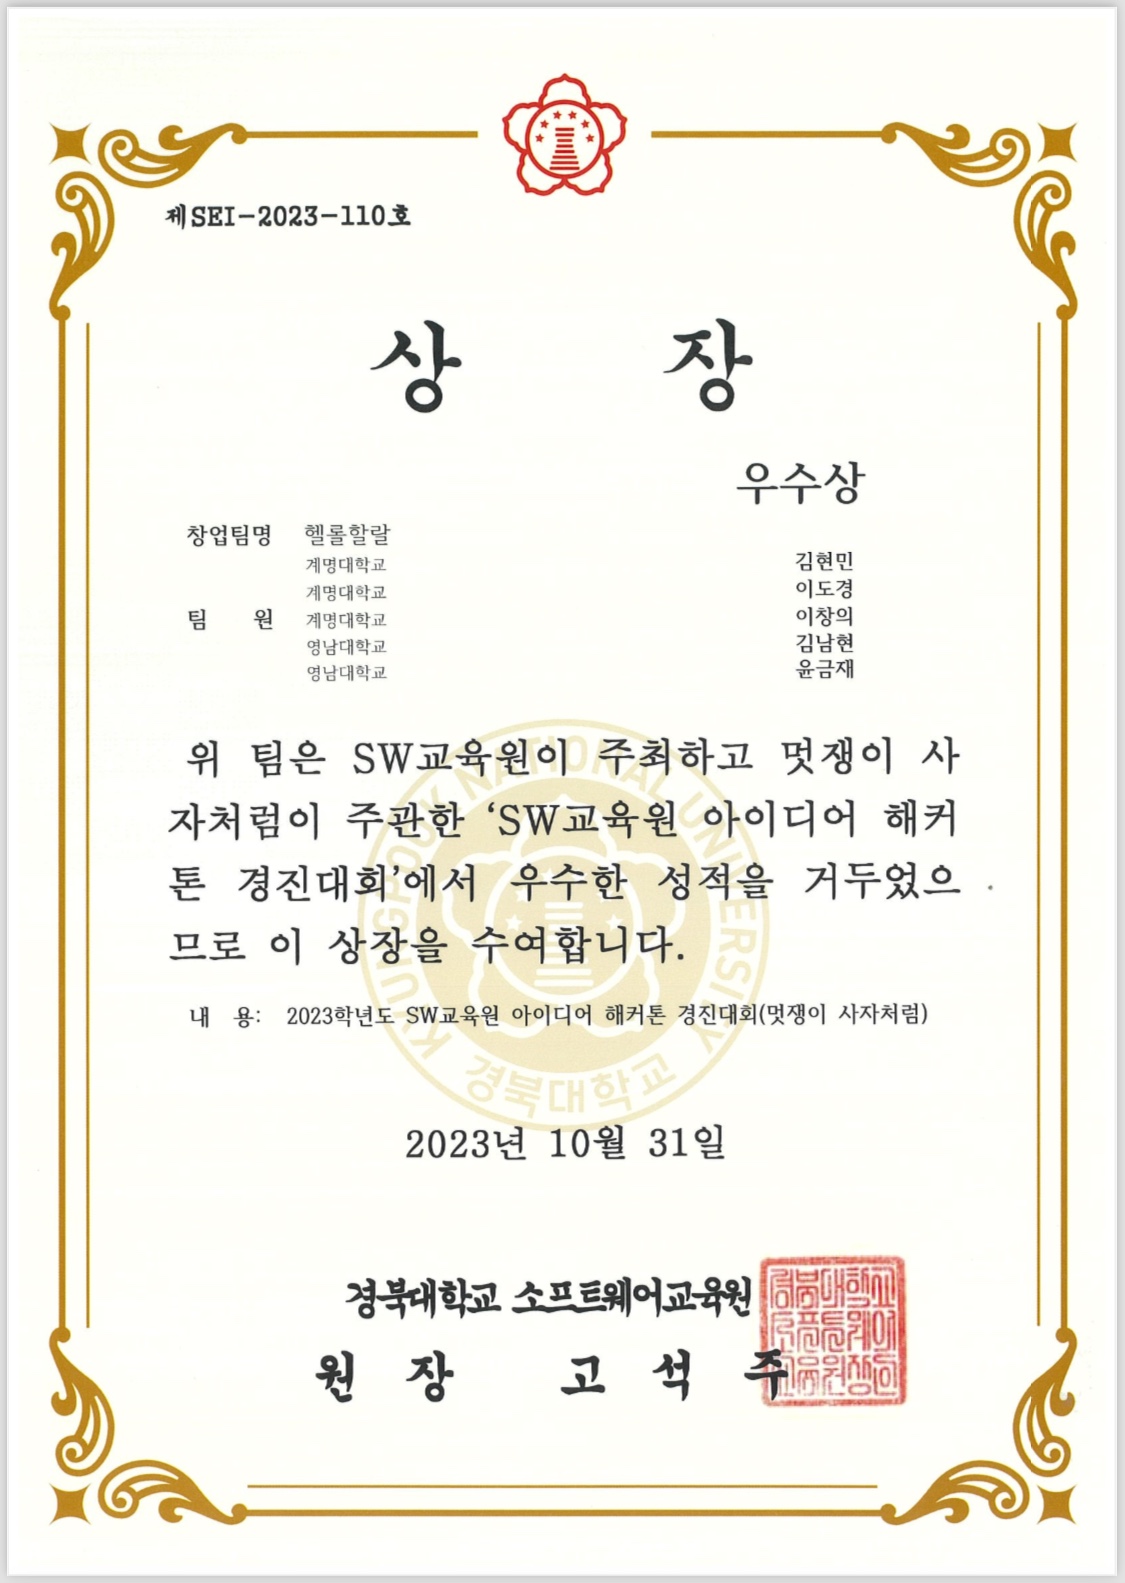 제SEI-2023-110호
상 장
우수상
창업팀명 헬롤할랄
계명대학교 김현민
계명대학교 이도경
팀 원 계명대학교 이창의
영남대학교 김남현
영남대학교 윤금재
위 팀은 SW교육원이 주최하고 멋쟁이 사
자처럼이 주관한 ‘SW교육원 아이디어 해커
톤 경진대회’에서 우수한 성적을 거두었으
므로 이 상장을 수여합니다.
내 용: 2023학년도 SW교육원 아이디어 해커톤 경진대회(멋쟁이 사자처럼)
KYUNGPOOK NATIONAL UNIVERSITY
경북대학교
2023년 10월 31일
경북대학교 소프트웨어교육원
원 장 고 석 주
경북대학교
소프트웨어
교육원장인